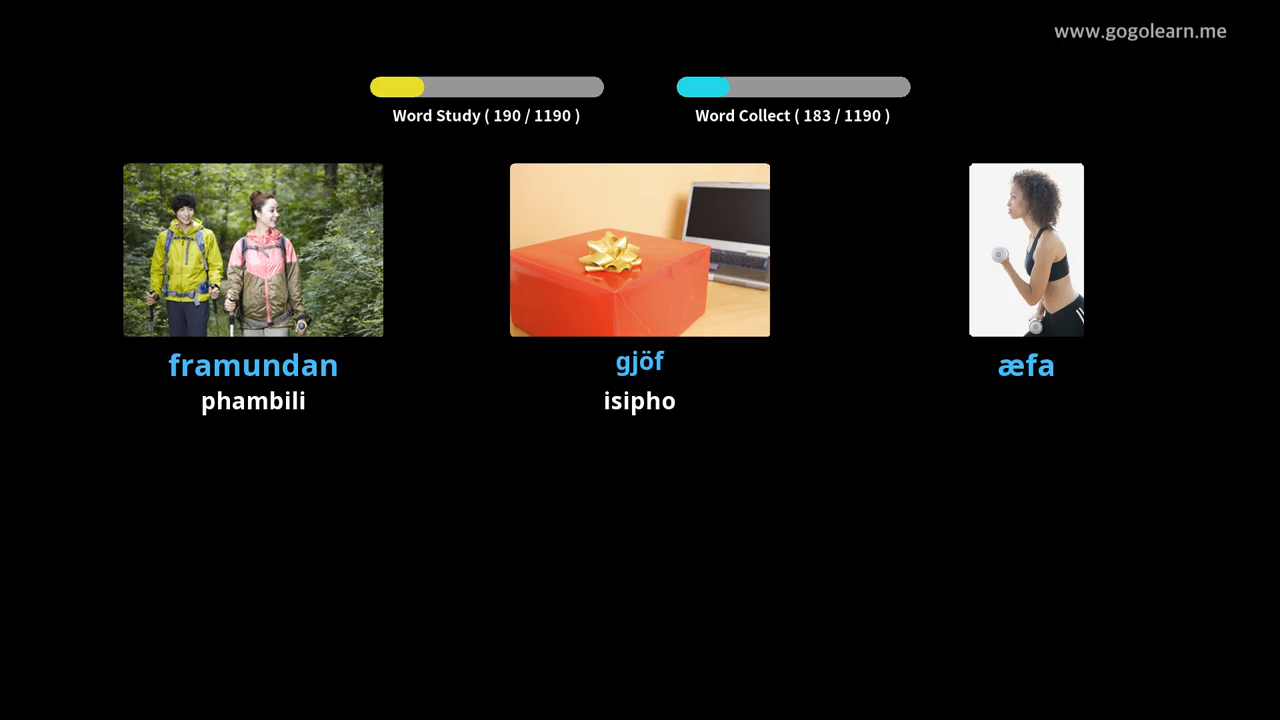 www.gogolearn.me
Word Study ( 190 / 1190 )
Word Collect ( 183 / 1190 )
framundan
phambili
gjöf
isipho
æfa